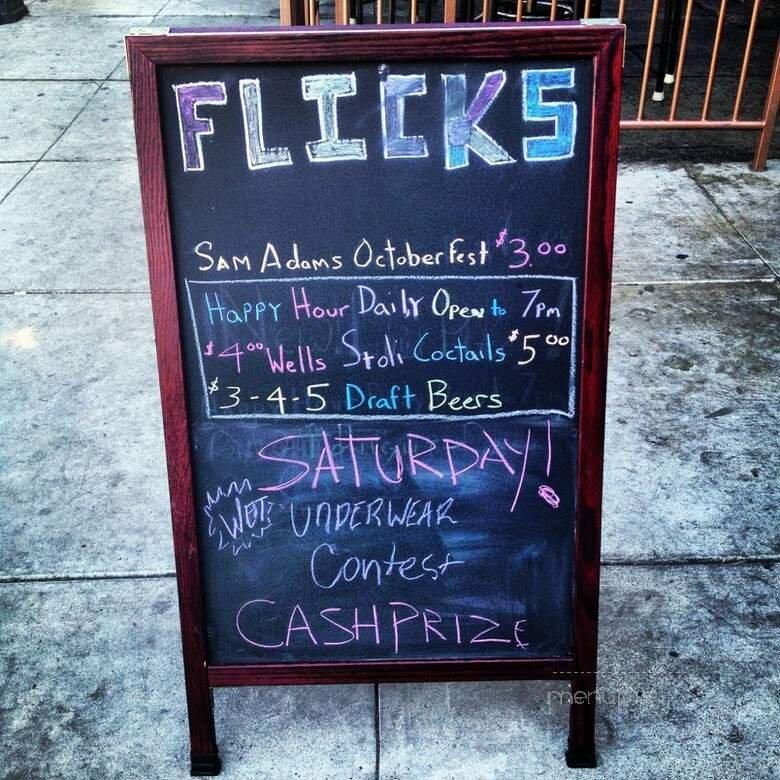 FLICKS
SAM Adams Octoberfest $3.00
Happy Hour Daily Open to 7pm
$4.00 Wells Stoli Coctails $5.00
$3-4-5 Draft Beers
SATURDAY!
WET UNDERWEAR
Contest
CASH PRIZE